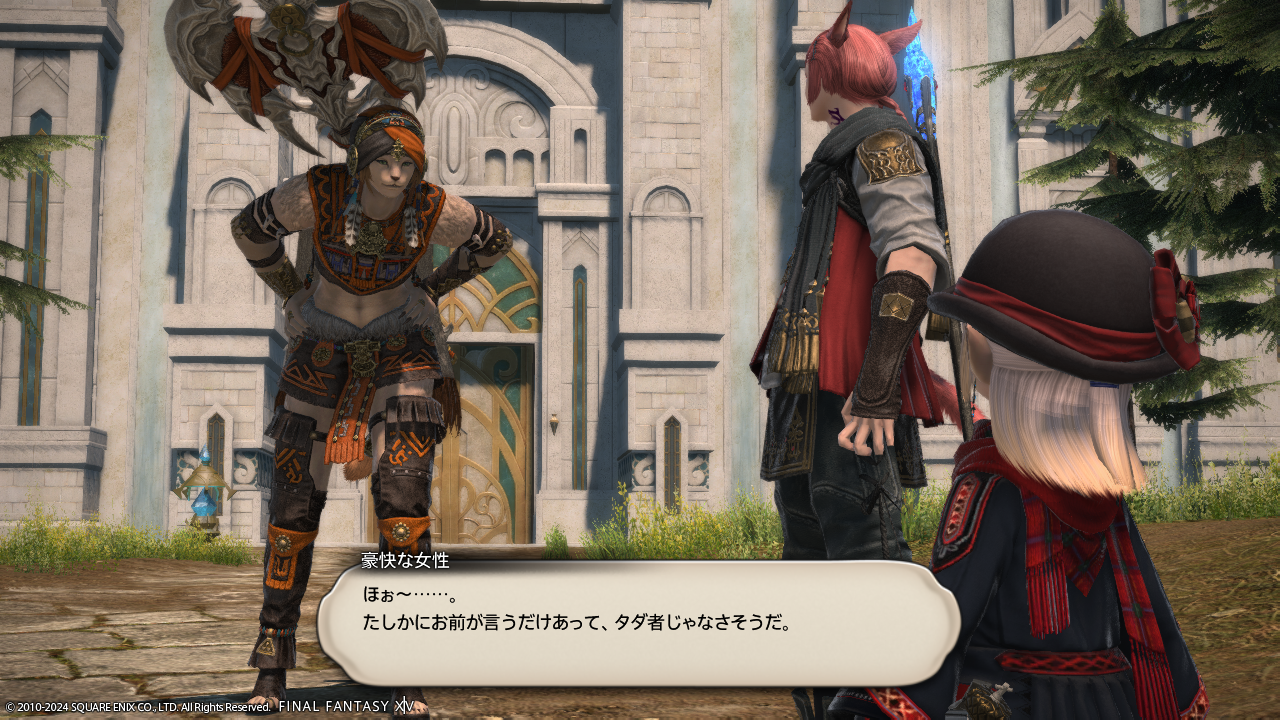 豪快な女性
ほぉ～……。
たしかにお前が言うだけあって、タダ者じゃなさそうだ。
© 2010-2024 SQUARE ENIX CO., LTD. All Rights Reserved. FINAL FANTASY XIV